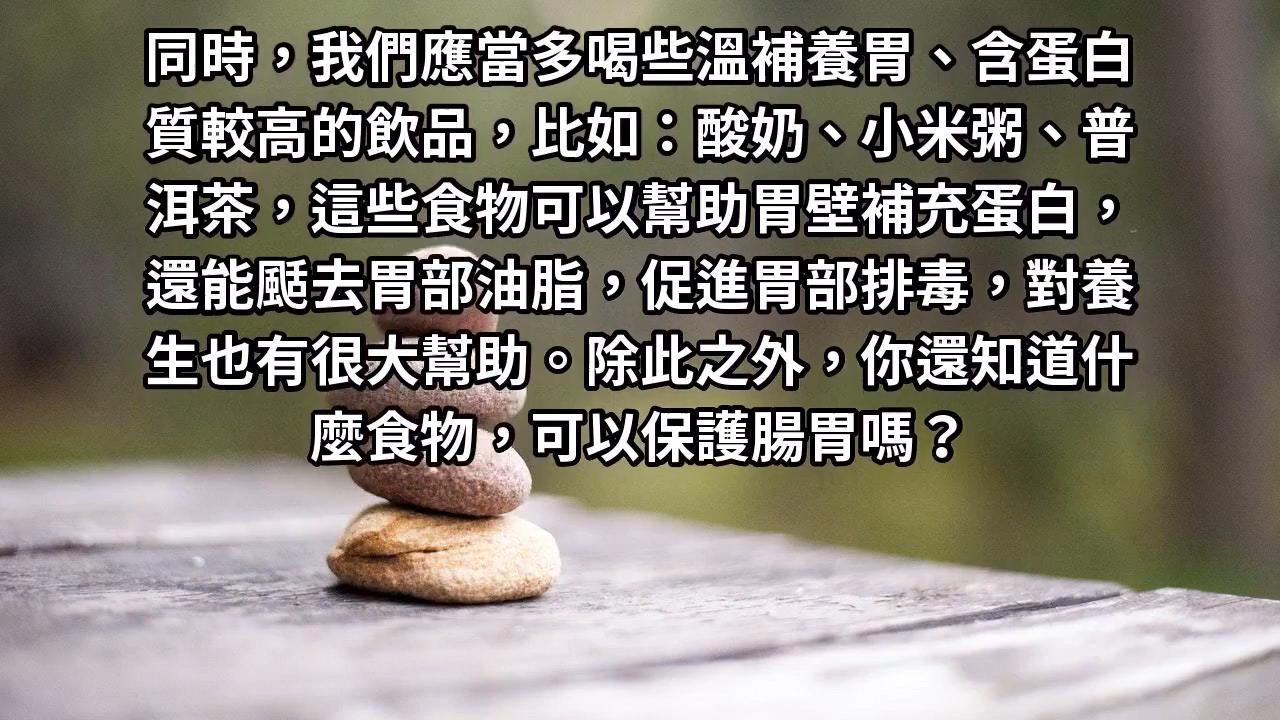 同時，我們應當多喝些溫補養胃、含蛋白
質較高的飲品，比如：酸奶、小米粥、普
洱茶，這些食物可以幫助胃壁補充蛋白，
還能颳去胃部油脂，促進胃部排毒，對養
生也有很大幫助。除此之外，你還知道什
麼食物，可以保護腸胃嗎？